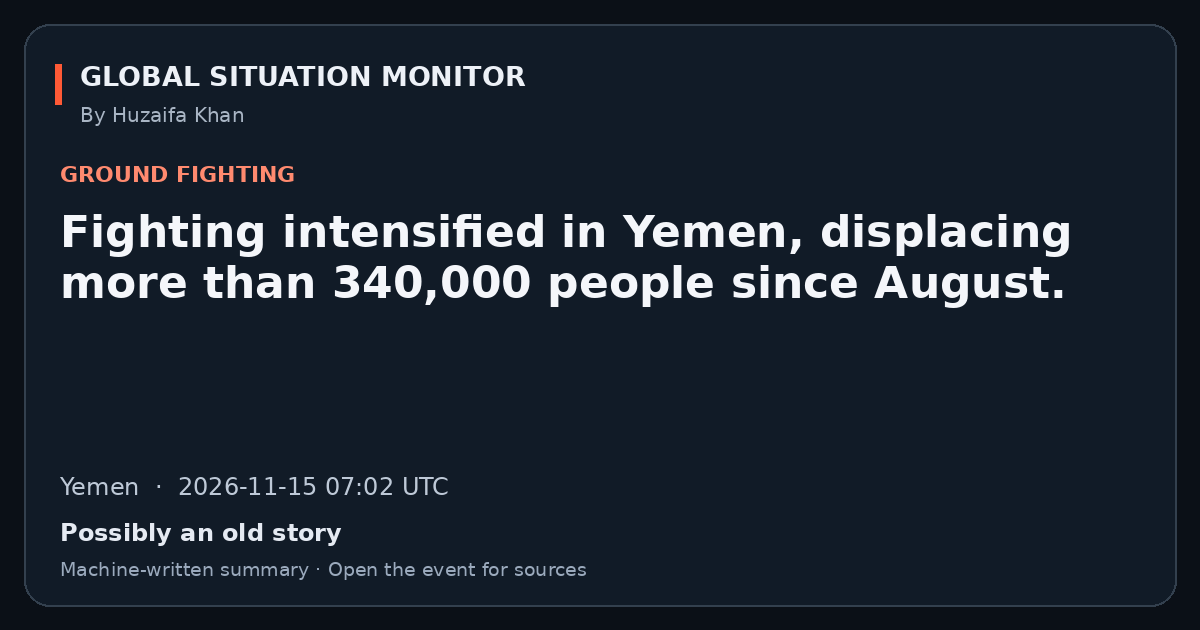 GLOBAL SITUATION MONITOR
By Huzaifa Khan
GROUND FIGHTING
Fighting intensified in Yemen, displacing
more than 340,000 people since August.
Yemen · 2026-11-15 07:02 UTC
Possibly an old story
Machine-written summary · Open the event for sources